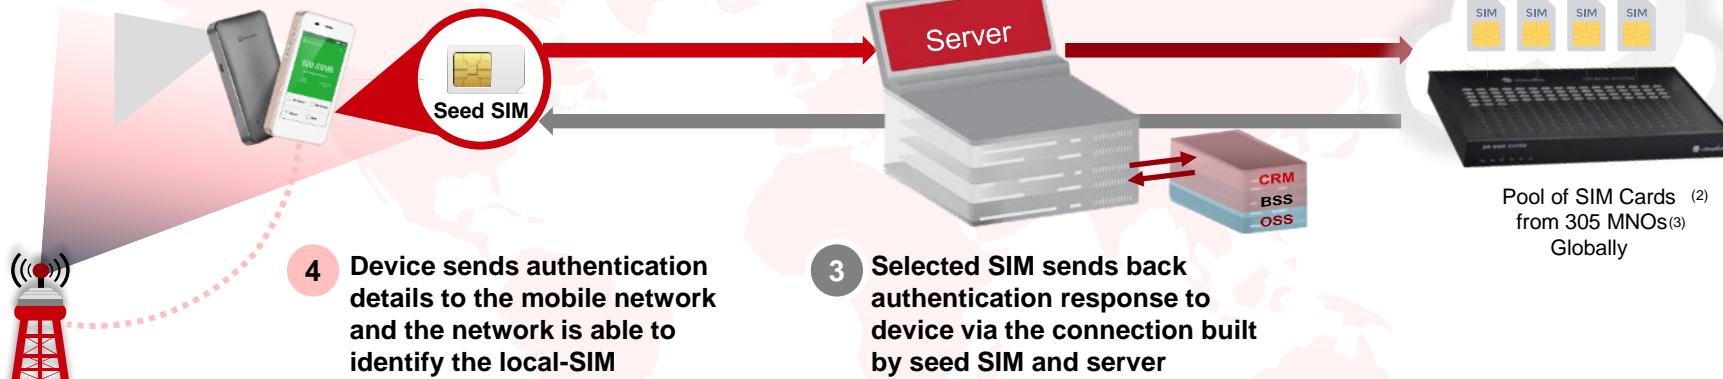 SIM SIM SIM SIM
Server
Seed SIM
CRM
BSS
OSS
Pool of SIM Cards (2)
from 305 MNOs(3)
Globally
4 Device sends authentication
details to the mobile network
and the network is able to
identify the local-SIM
3 Selected SIM sends back
authentication response to
device via the connection built
by seed SIM and server